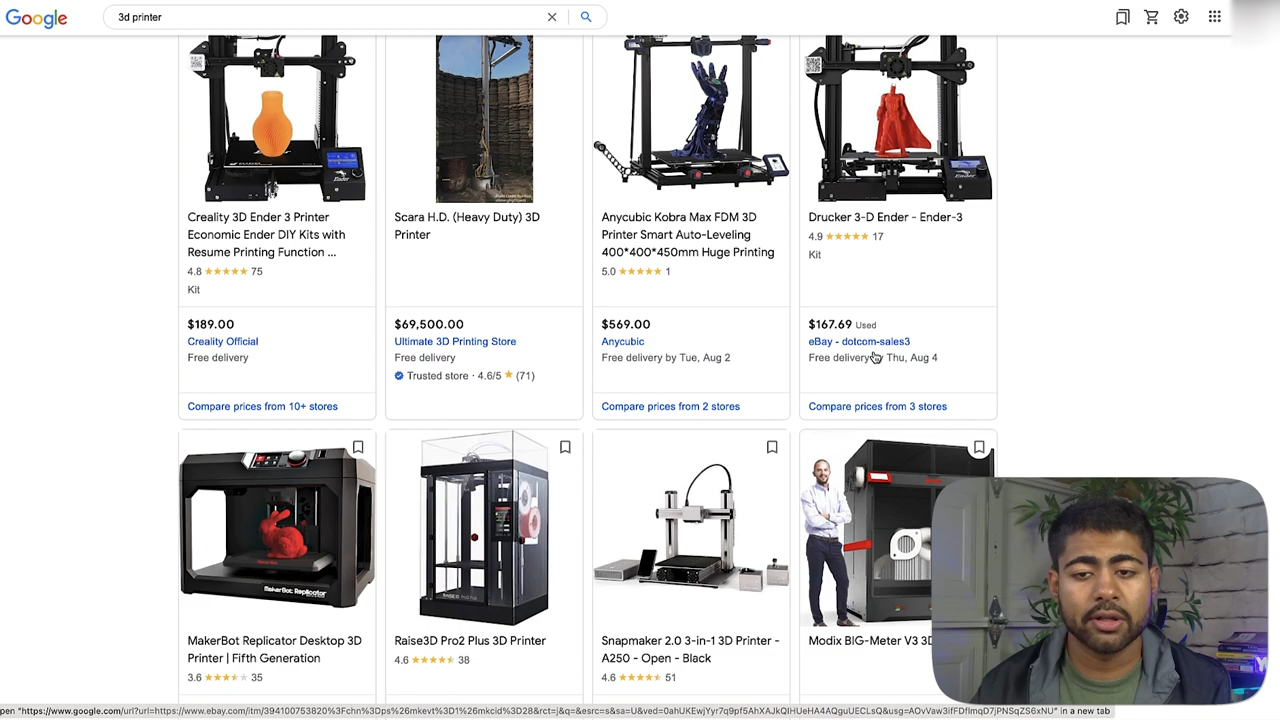 Google
3d printer
Creality 3D Ender 3 Printer
Economic Ender DIY Kits with
Resume Printing Function ...
4.8 ★★★★★ 75
Kit
$189.00
Creality Official
Free delivery
Compare prices from 10+ stores
Scara H.D. (Heavy Duty) 3D
Printer
$69,500.00
Ultimate 3D Printing Store
Free delivery
Trusted store · 4.6/5 ★ (71)
Anycubic Kobra Max FDM 3D
Printer Smart Auto-Leveling
400*400*450mm Huge Printing
5.0 ★★★★★ 1
$569.00
Anycubic
Free delivery by Tue, Aug 2
Compare prices from 2 stores
Drucker 3-D Ender - Ender-3
4.9 ★★★★★ 17
Kit
$167.69 Used
eBay - dotcom-sales3
Free delivery Thu, Aug 4
Compare prices from 3 stores
MakerBot Replicator
MakerBot Replicator Desktop 3D
Printer | Fifth Generation
3.6 ★★★★★ 35
Raise3D Pro2 Plus 3D Printer
4.6 ★★★★★ 38
Snapmaker 2.0 3-in-1 3D Printer -
A250 - Open - Black
4.6 ★★★★★ 51
Modix BIG-Meter V3 3D